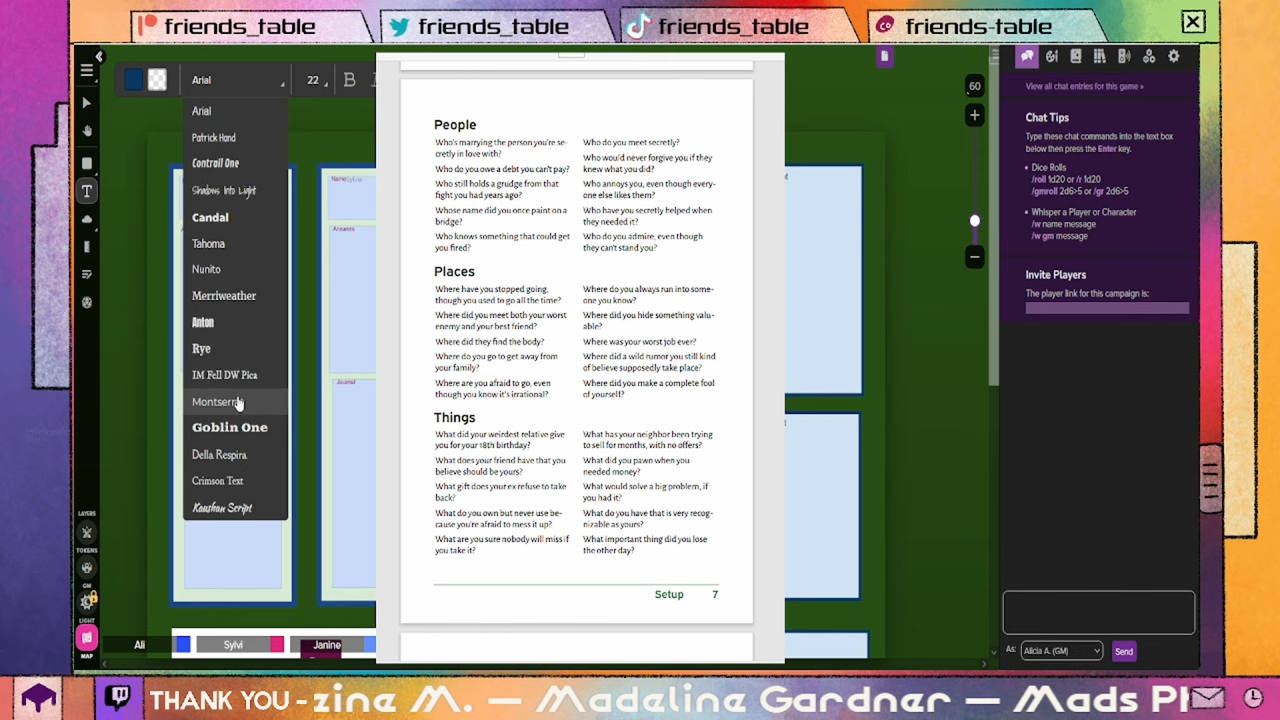 friends_table
friends_table
friends_table
friends-table
Arial
22
B
60
Arial
Patrick Hand
Contrail One
Shadows Into Light
Candal
Tahoma
Nunito
Merriweather
Anton
Rye
IM Fell DW Pica
Montserrat
Goblin One
Della Respira
Crimson Text
Kaushan Script
Name
Sylvia
Answers
Journal
People
Who's marrying the person you're se-
cretly in love with?
Who do you owe a debt you can't pay?
Who still holds a grudge from that
fight you had years ago?
Whose name did you once paint on a
bridge?
Who knows something that could get
you fired?
Who do you meet secretly?
Who would never forgive you if they
knew what you did?
Who annoys you, even though every-
one else likes them?
Who have you secretly helped when
they needed it?
Who do you admire, even though
they can't stand you?
Places
Where have you stopped going,
though you used to go all the time?
Where did you meet both your worst
enemy and your best friend?
Where did they find the body?
Where do you go to get away from
your family?
Where are you afraid to go, even
though you know it's irrational?
Where do you always run into some-
one you know?
Where did you hide something valu-
able?
Where was your worst job ever?
Where did a wild rumor you still kind
of believe supposedly take place?
Where did you make a complete fool
of yourself?
Things
What did your weirdest relative give
you for your 18th birthday?
What does your friend have that you
believe should be yours?
What gift does your ex refuse to take
back?
What do you own but never use be-
cause you're afraid to mess it up?
What are you sure nobody will miss if
you take it?
What has your neighbor been trying
to sell for months, with no offers?
What did you pawn when you
needed money?
What would solve a big problem, if
you had it?
What do you have that is very recog-
nizable as yours?
What important thing did you lose
the other day?
Setup 7
View all chat entries for this game »
Chat Tips
Type these chat commands into the text box
below then press the Enter key.
• Dice Rolls
/roll 1d20 or /r 1d20
/gmroll 2d6>5 or /gr 2d6>5
• Whisper a Player or Character
/w name message
/w gm message
Invite Players
The player link for this campaign is:
As:
Alicia A. (GM)
Send
LAYERS
TOKENS
GM
LIGHT
MAP
Ali
Sylvi
Janine
THANK YOU - zine M. — Madeline Gardner — Mads Ph